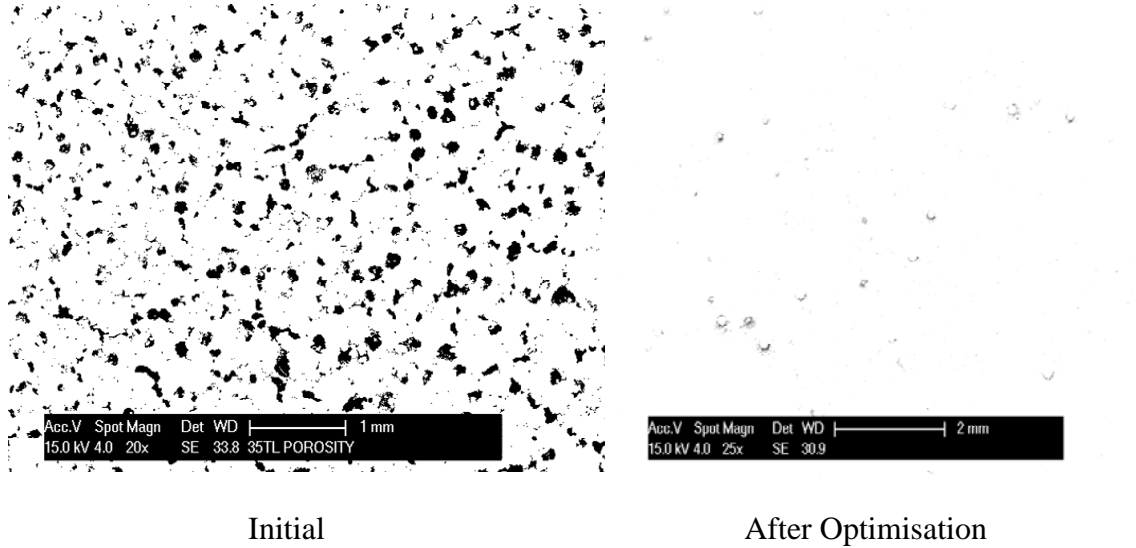 Acc.V Spot Magn Det WD 1 mm
15.0 kV 4.0 20x SE 33.8 35TL POROSITY
Acc.V Spot Magn Det WD 2 mm
15.0 kV 4.0 25x SE 30.9
Initial
After Optimisation